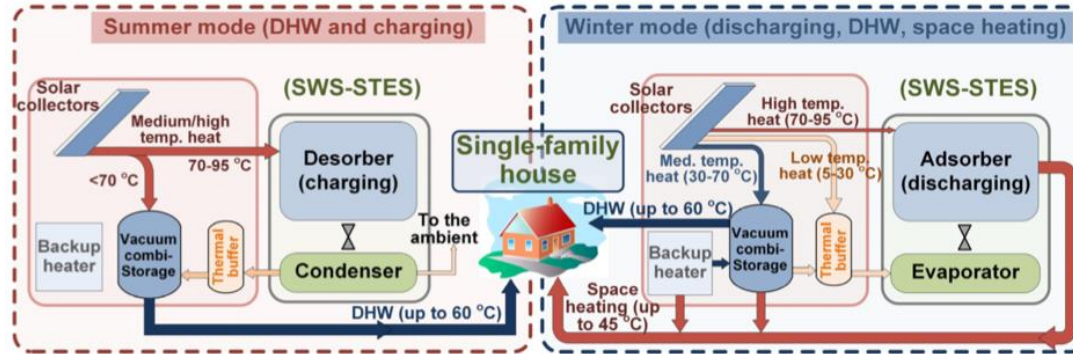 Summer mode (DHW and charging)
Solar
collectors
Medium/high
temp. heat
70-95 °C
<70 °C
(SWS-STES)
Desorber
(charging)
Backup
heater
Vacuum
combi-
Storage
Thermal
buffer
Condenser
To the
ambient
DHW (up to 60 °C)
Single-family
house
Winter mode (discharging, DHW, space heating)
Solar
collectors
High temp.
heat (70-95 °C)
(SWS-STES)
Med. temp.
heat (30-70 °C)
Low temp.
heat (5-30 °C)
Adsorber
(discharging)
DHW (up to 60 °C)
Backup
heater
Vacuum
combi-
Storage
Thermal
buffer
Evaporator
Space
heating (up
to 45 °C)